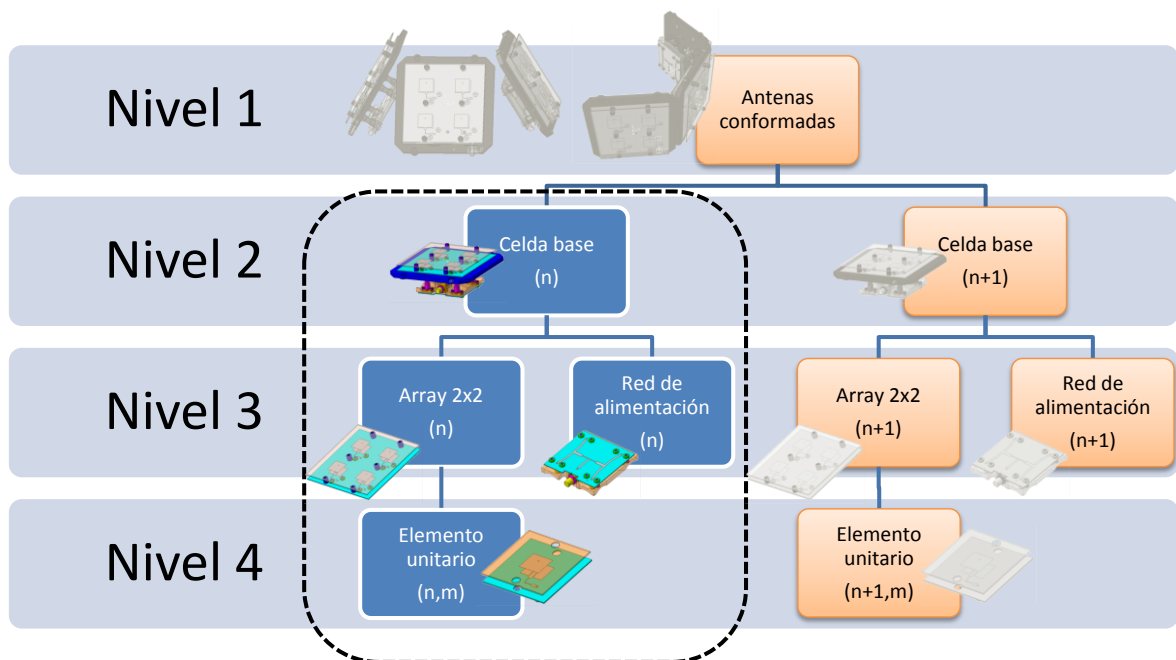 Nivel 1
Antenas
conformadas
Nivel 2
Celda base
(n)
Celda base
(n+1)
Nivel 3
Array 2x2
(n)
Red de
alimentación
(n)
Array 2x2
(n+1)
Red de
alimentación
(n+1)
Nivel 4
Elemento
unitario
(n,m)
Elemento
unitario
(n+1,m)